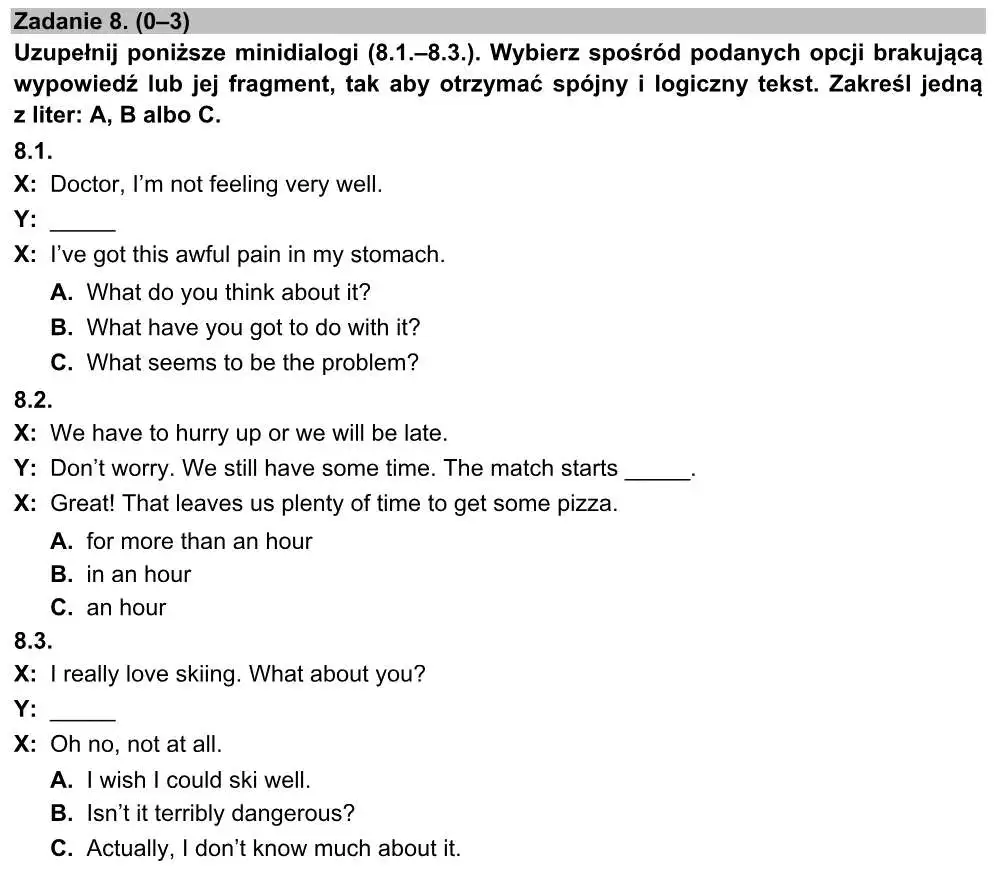 Zadanie 8. (0–3)
Uzupełnij poniższe minidialogi (8.1.–8.3.). Wybierz spośród podanych opcji brakującą
wypowiedź lub jej fragment, tak aby otrzymać spójny i logiczny tekst. Zakreśl jedną
z liter: A, B albo C.
8.1.
X: Doctor, I’m not feeling very well.
Y: _____
X: I’ve got this awful pain in my stomach.
A. What do you think about it?
B. What have you got to do with it?
C. What seems to be the problem?
8.2.
X: We have to hurry up or we will be late.
Y: Don’t worry. We still have some time. The match starts _____.
X: Great! That leaves us plenty of time to get some pizza.
A. for more than an hour
B. in an hour
C. an hour
8.3.
X: I really love skiing. What about you?
Y: _____
X: Oh no, not at all.
A. I wish I could ski well.
B. Isn’t it terribly dangerous?
C. Actually, I don’t know much about it.